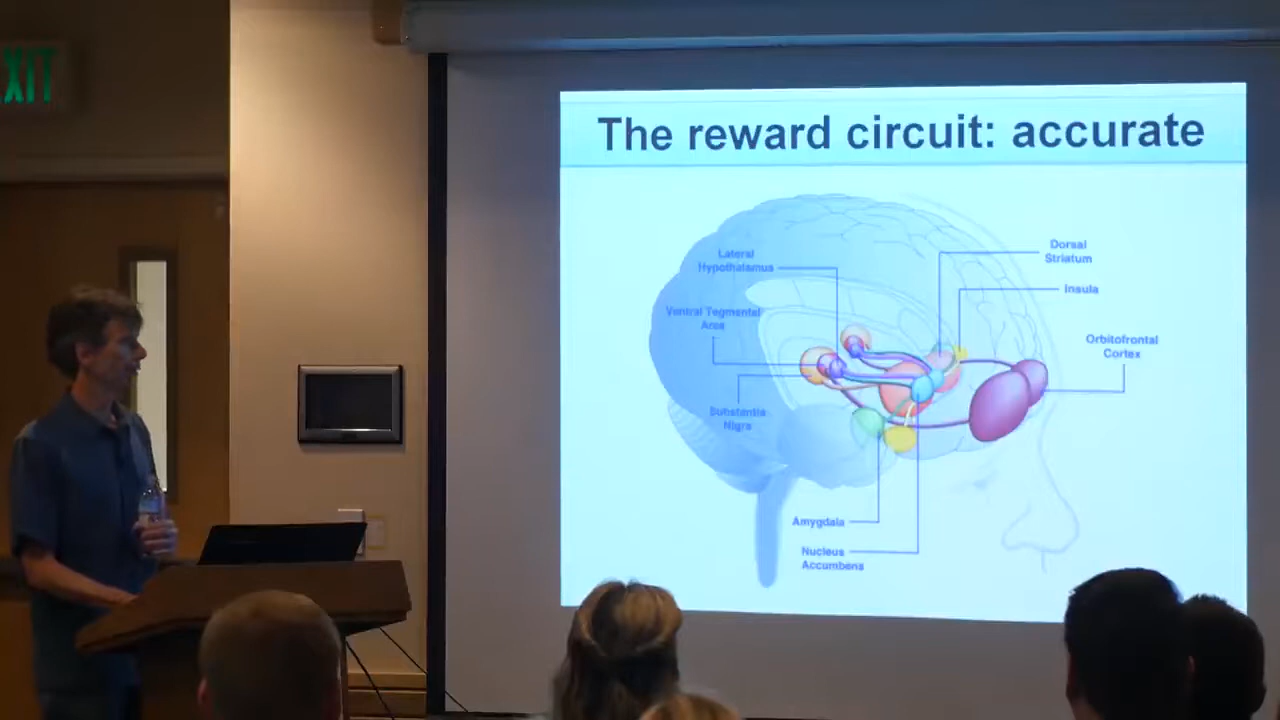 EXIT
The reward circuit: accurate
Lateral
Hypothalamus
Ventral Tegmental
Area
Substantia
Nigra
Dorsal
Striatum
Insula
Orbitofrontal
Cortex
Amygdala
Nucleus
Accumbens